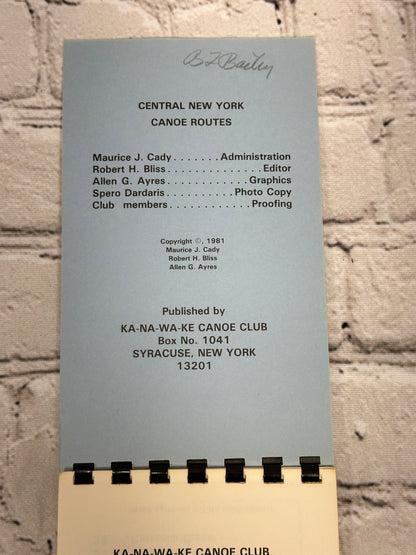 BL Bailey
CENTRAL NEW YORK
CANOE ROUTES
Maurice J. Cady . . . . . . . Administration
Robert H. Bliss . . . . . . . . . . . . . . Editor
Allen G. Ayres . . . . . . . . . . . . Graphics
Spero Dardaris . . . . . . . . . . Photo Copy
Club members . . . . . . . . . . . . Proofing
Copyright ©, 1981
Maurice J. Cady
Robert H. Bliss
Allen G. Ayres
Published by
KA-NA-WA-KE CANOE CLUB
Box No. 1041
SYRACUSE, NEW YORK
13201
KA-NA-WA-KE CANOE CLUB